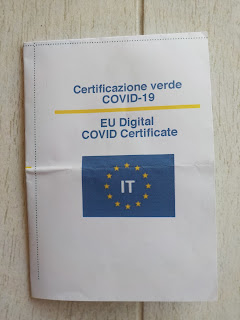 Certificazione verde
COVID-19
EU Digital
COVID Certificate
IT